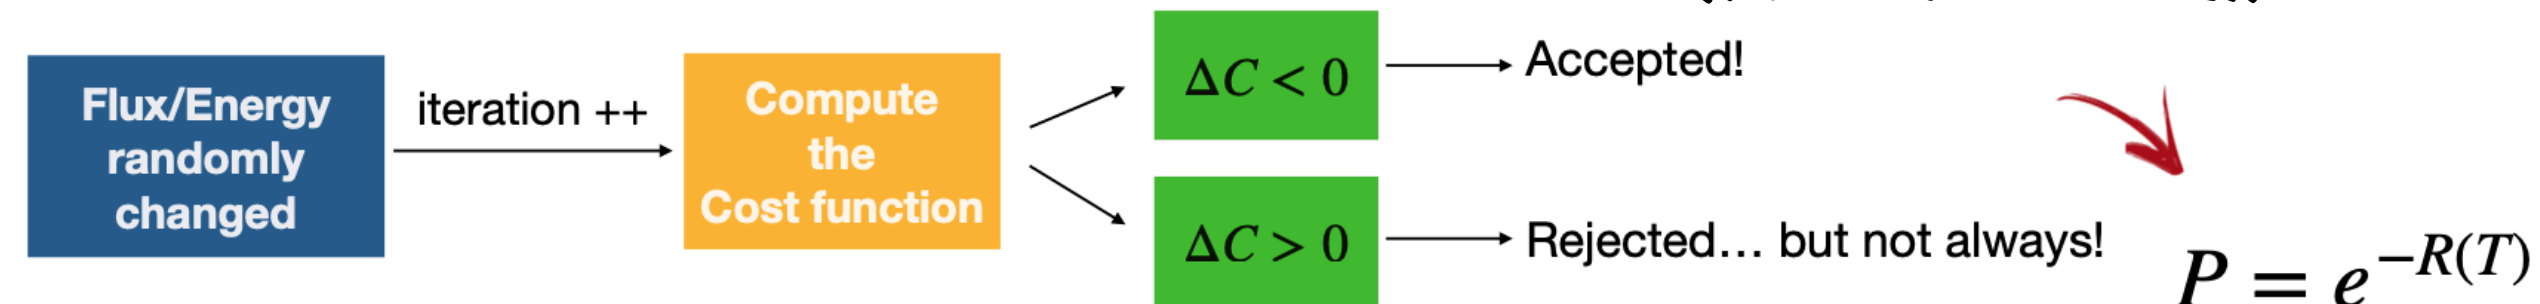 Flux/Energy
randomly
changed
iteration ++
Compute
the
Cost function
ΔC < 0
Accepted!
ΔC > 0
Rejected... but not always!
P = e^{-R(T)}